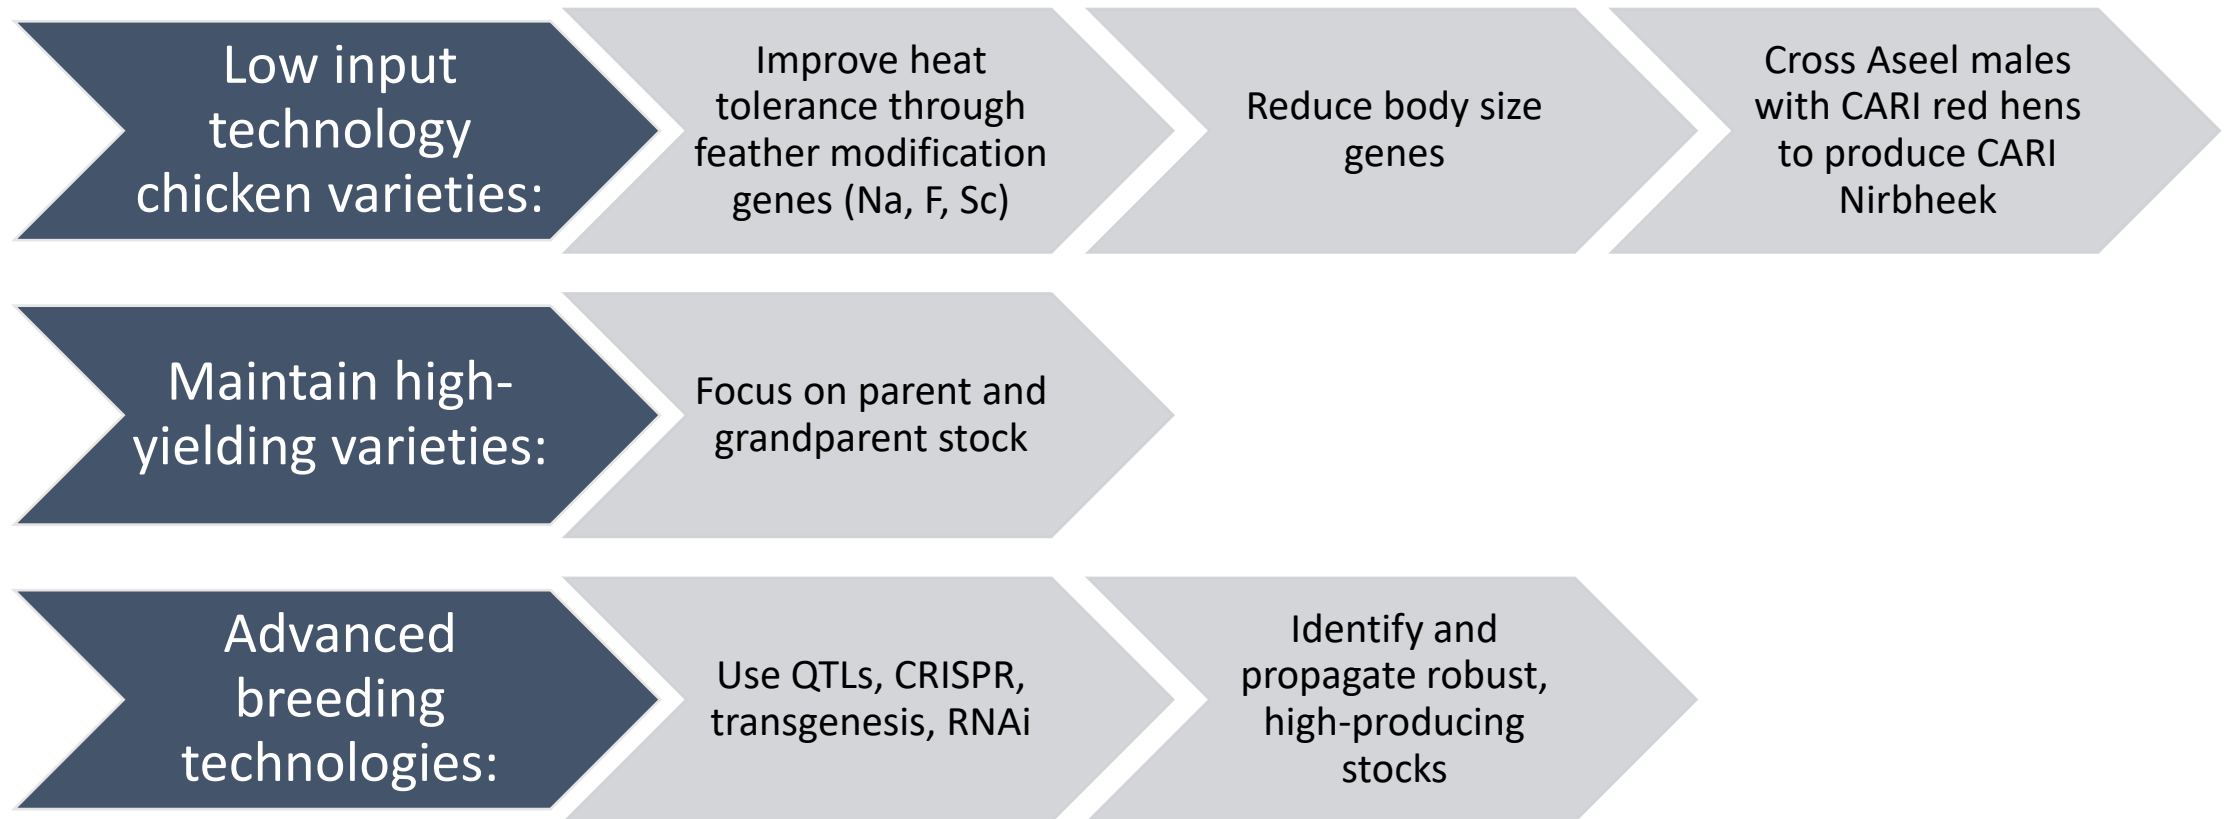 Low input
technology
chicken varieties:
Improve heat
tolerance through
feather modification
genes (Na, F, Sc)
Reduce body size
genes
Cross Aseel males
with CARI red hens
to produce CARI
Nirbheek
Maintain high-
yielding varieties:
Focus on parent and
grandparent stock
Advanced
breeding
technologies:
Use QTLs, CRISPR,
transgenesis, RNAi
Identify and
propagate robust,
high-producing
stocks